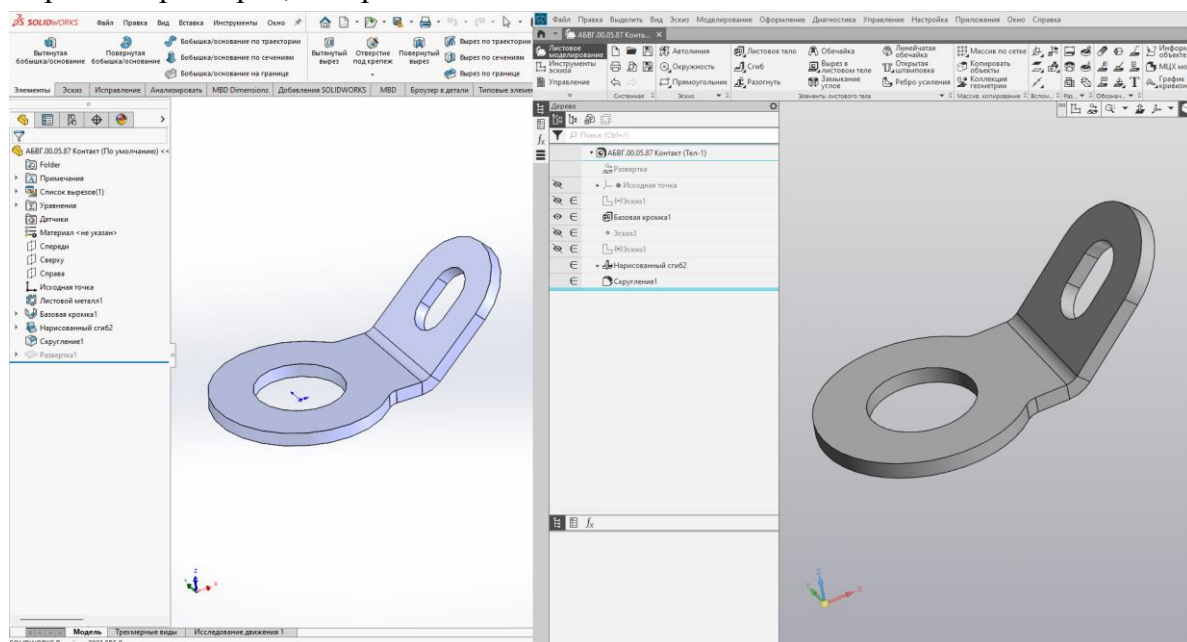 SOLIDWORKS Файл Правка Вид Вставка Инструменты Окно
Вытянутая бобышка/основание
Повернутая бобышка/основание
Бобышка/основание по траектории
Бобышка/основание по сечениям
Бобышка/основание на границе
Вытянутый вырез
Отверстие под крепеж
Повернутый вырез
Вырез по траектории
Вырез по сечениям
Вырез по границе
Элементы Эскиз Исправление Анализировать MBD Dimensions Добавления SOLIDWORKS MBD Броузер в детали Типовые
АБВГ.00.05.87 Контакт (По умолчанию) <<
Folder
Примечания
Список вырезов(1)
Уравнения
Датчики
Материал <не указан>
Спереди
Сверху
Справа
Исходная точка
Листовой металл1
Базовая кромка1
Нарисованный сгиб2
Скругление1
Развертка1
Модель Трехмерные виды Исследование движения 1
Файл Правка Выделить Вид Эскиз Моделирование Оформление Диагностика Управление Настройка Приложения Окно Справка
АБВГ.00.05.87 Конта... ×
Листовое моделирование
Инструменты эскиза
Управление
Системная
Автолиния
Окружность
Прямоугольник
Эскиз
Листовое тело
Сгиб
Разогнуть
Обечайка
Вырез в листовом теле
Замыкание углов
Линейчатая обечайка
Открытая штамповка
Ребро усиления
Элементы листового тела
Массив по сетке
Копировать объекты
Коллекция геометрии
Массив, копирование
МЦХ
График
Дерево
Поиск (Ctrl+/)
АБВГ.00.05.87 Контакт (Тел-1)
Развертка
Исходная точка
(+)Эскиз1
Базовая кромка1
Эскиз3
(+)Эскиз3
Нарисованный сгиб2
Скругление1